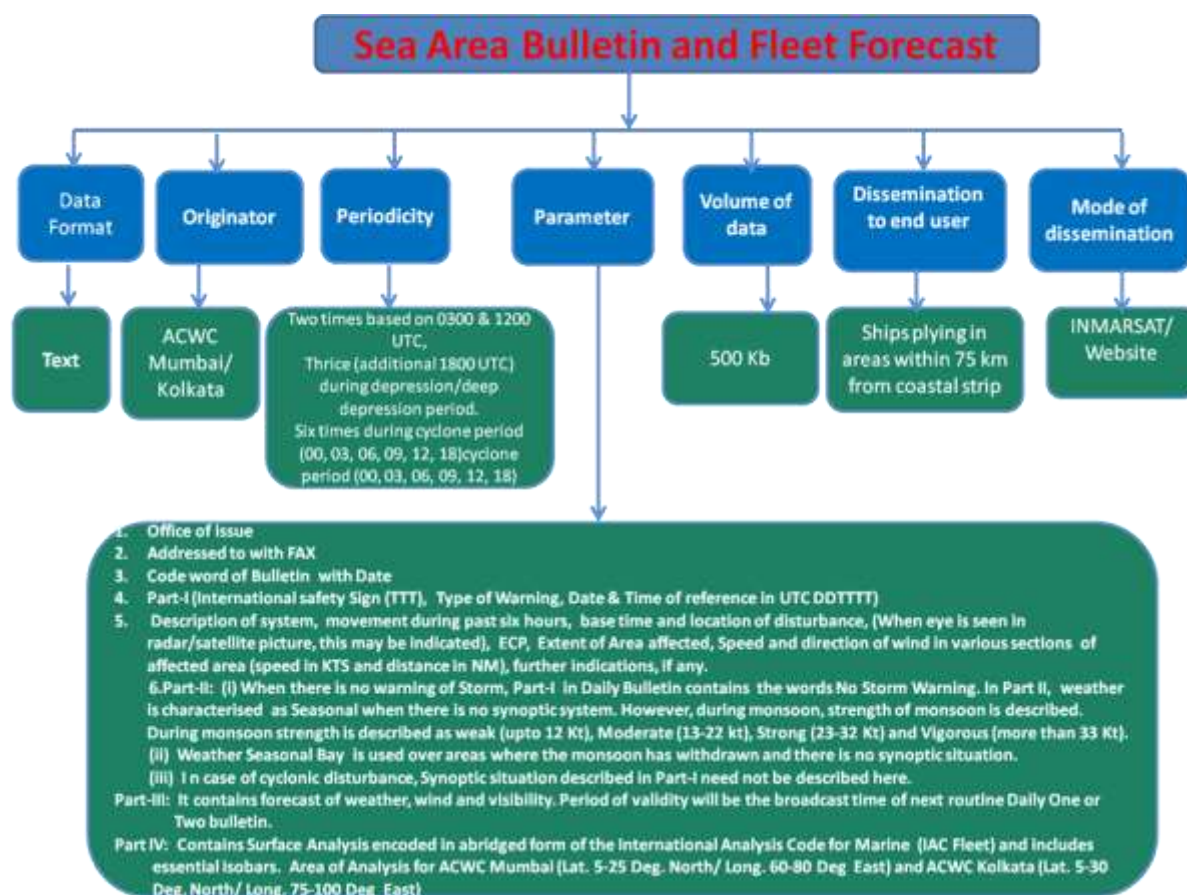 Sea Area Bulletin and Fleet Forecast
Data
Format
Originator
Periodicity
Parameter
Volume of
data
Dissemination
to end user
Mode of
dissemination
Text
ACWC
Mumbai/
Kolkata
Two times based on 0300 & 1200
UTC,
Thrice (additional 1800 UTC)
during depression/deep
depression period.
Six times during cyclone period
(00, 03, 06, 09, 12, 18)cyclone
period (00, 03, 06, 09, 12, 18)
500 Kb
Ships plying in
areas within 75 km
from coastal strip
INMARSAT/
Website
1. Office of issue
2. Addressed to with FAX
3. Code word of Bulletin with Date
4. Part-I (International safety Sign (TTT), Type of Warning, Date & Time of reference in UTC DDTTTT)
5. Description of system, movement during past six hours, base time and location of disturbance, (When eye is seen in
radar/satellite picture, this may be indicated), ECP, Extent of Area affected, Speed and direction of wind in various sections of
affected area (speed in KTS and distance in NM), further indications, if any.
6.Part-II: (i) When there is no warning of Storm, Part-I in Daily Bulletin contains the words No Storm Warning. In Part II, weather
is characterised as Seasonal when there is no synoptic system. However, during monsoon, strength of monsoon is described.
During monsoon strength is described as weak (upto 12 Kt), Moderate (13-22 kt), Strong (23-32 Kt) and Vigorous (more than 33 Kt).
(ii) Weather Seasonal Bay is used over areas where the monsoon has withdrawn and there is no synoptic situation.
(iii) I n case of cyclonic disturbance, Synoptic situation described in Part-I need not be described here.
Part-III: It contains forecast of weather, wind and visibility. Period of validity will be the broadcast time of next routine Daily One or
Two bulletin.
Part IV: Contains Surface Analysis encoded in abridged form of the International Analysis Code for Marine (IAC Fleet) and includes
essential isobars. Area of Analysis for ACWC Mumbai (Lat. 5-25 Deg. North/ Long. 60-80 Deg East) and ACWC Kolkata (Lat. 5-30
Deg. North/ Long. 75-100 Deg East)